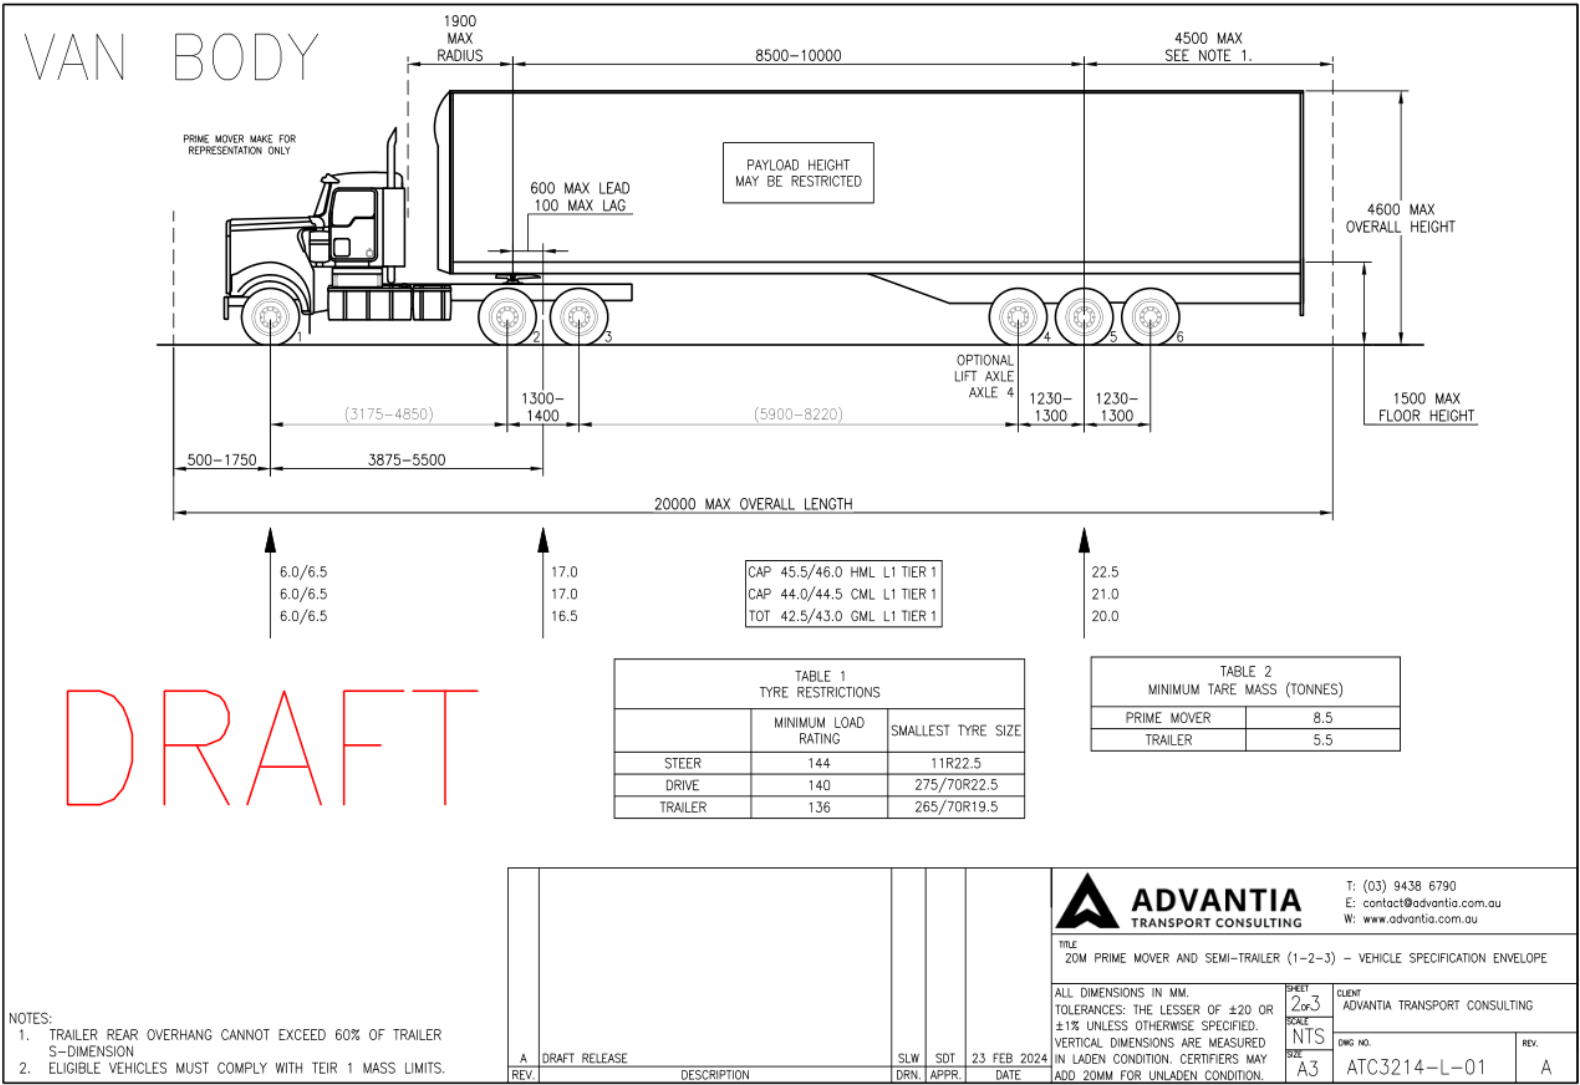 VAN BODY
1900
MAX
RADIUS
8500-10000
4500 MAX
SEE NOTE 1.
PRIME MOVER MAKE FOR
REPRESENTATION ONLY
PAYLOAD HEIGHT
MAY BE RESTRICTED
600 MAX LEAD
100 MAX LAG
4600 MAX
OVERALL HEIGHT
1
2
3
4
5
6
OPTIONAL
LIFT AXLE
AXLE 4
(3175-4850)
1300-
1400
(5900-8220)
1230-
1300
1230-
1300
1500 MAX
FLOOR HEIGHT
500-1750
3875-5500
20000 MAX OVERALL LENGTH
6.0/6.5
6.0/6.5
6.0/6.5
17.0
17.0
16.5
CAP 45.5/46.0 HML L1 TIER 1
CAP 44.0/44.5 CML L1 TIER 1
TOT 42.5/43.0 GML L1 TIER 1
22.5
21.0
20.0
DRAFT
TABLE 1
TYRE RESTRICTIONS
MINIMUM LOAD
RATING
SMALLEST TYRE SIZE
STEER 144 11R22.5
DRIVE 140 275/70R22.5
TRAILER 136 265/70R19.5
TABLE 2
MINIMUM TARE MASS (TONNES)
PRIME MOVER 8.5
TRAILER 5.5
NOTES:
1. TRAILER REAR OVERHANG CANNOT EXCEED 60% OF TRAILER
S-DIMENSION
2. ELIGIBLE VEHICLES MUST COMPLY WITH TEIR 1 MASS LIMITS.
A DRAFT RELEASE SLW SDT 23 FEB 2024
REV. DESCRIPTION DRN. APPR. DATE
ADVANTIA
TRANSPORT CONSULTING
T: (03) 9438 6790
E: contact@advantia.com.au
W: www.advantia.com.au
TITLE
20M PRIME MOVER AND SEMI-TRAILER (1-2-3) - VEHICLE SPECIFICATION ENVELOPE
ALL DIMENSIONS IN MM.
TOLERANCES: THE LESSER OF ±20 OR
±1% UNLESS OTHERWISE SPECIFIED.
VERTICAL DIMENSIONS ARE MEASURED
IN LADEN CONDITION. CERTIFIERS MAY
ADD 20MM FOR UNLADEN CONDITION.
SHEET
2 OF 3
SCALE
NTS
SIZE
A3
CLIENT
ADVANTIA TRANSPORT CONSULTING
DWG NO.
ATC3214-L-01
REV.
A